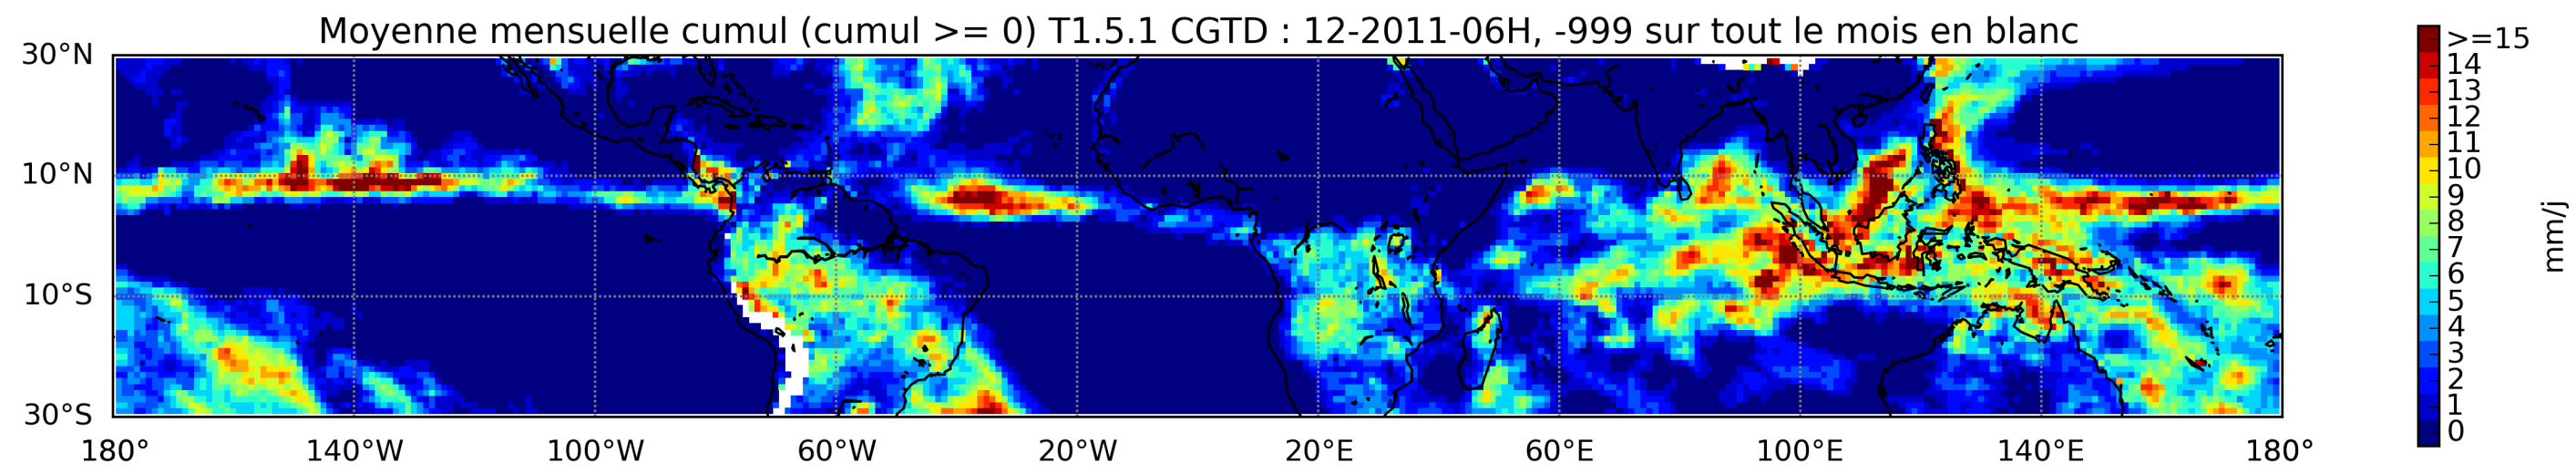 Moyenne mensuelle cumul (cumul >= 0) T1.5.1 CGTD : 12-2011-06H, -999 sur tout le mois en blanc
30°N
10°N
10°S
30°S
180°
140°W
100°W
60°W
20°W
20°E
60°E
100°E
140°E
180°
>=15
14
13
12
11
10
9
8
7
6
5
4
3
2
1
0
mm/j